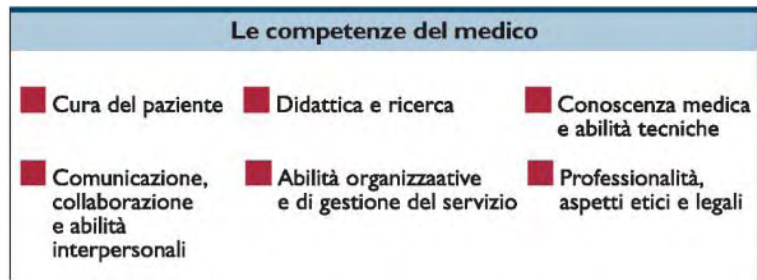 Le competenze del medico
Cura del paziente
Didattica e ricerca
Conoscenza medica
e abilità tecniche
Comunicazione,
collaborazione
e abilità
interpersonali
Abilità organizzaative
e di gestione del servizio
Professionalità,
aspetti etici e legali